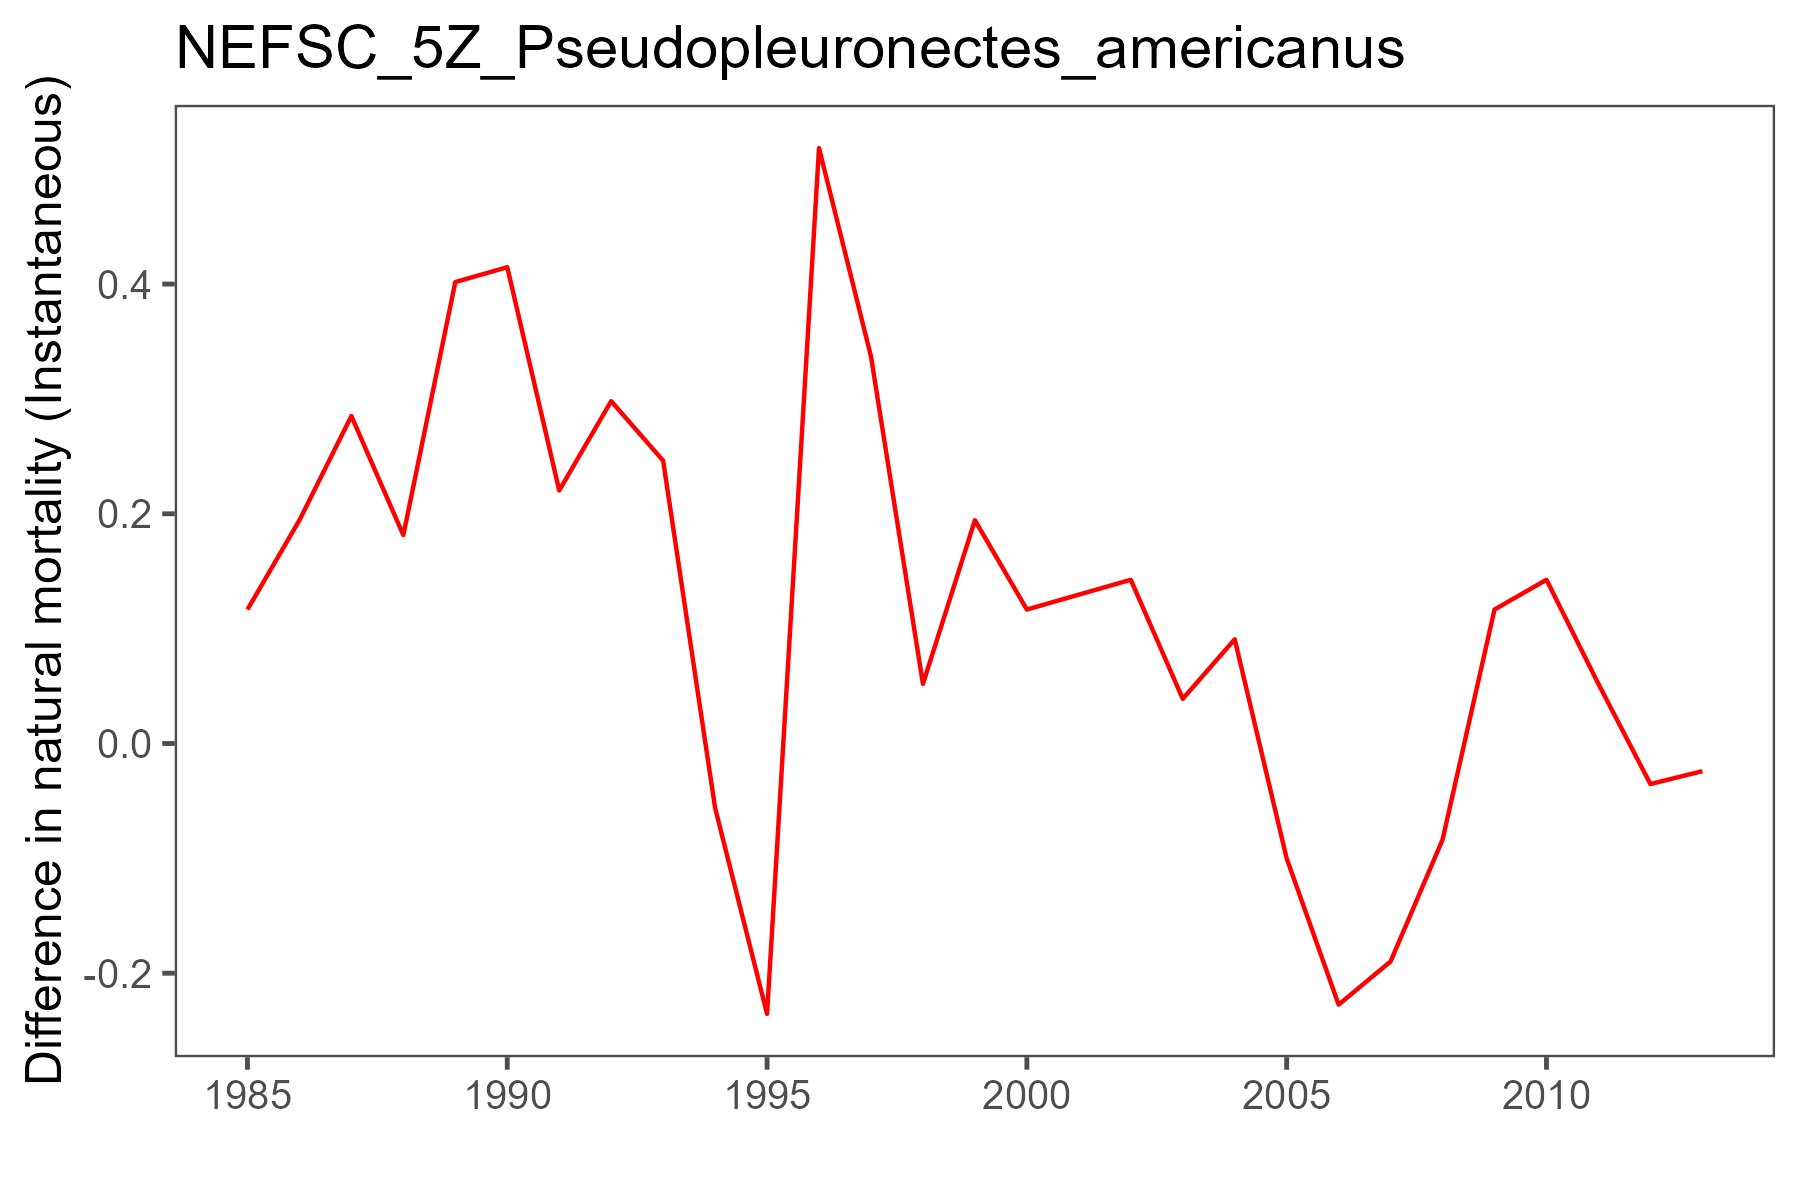 NEFSC_5Z_Pseudopleuronectes_americanus
Difference in natural mortality (Instantaneous)
0.4
0.2
0.0
-0.2
1985 1990 1995 2000 2005 2010